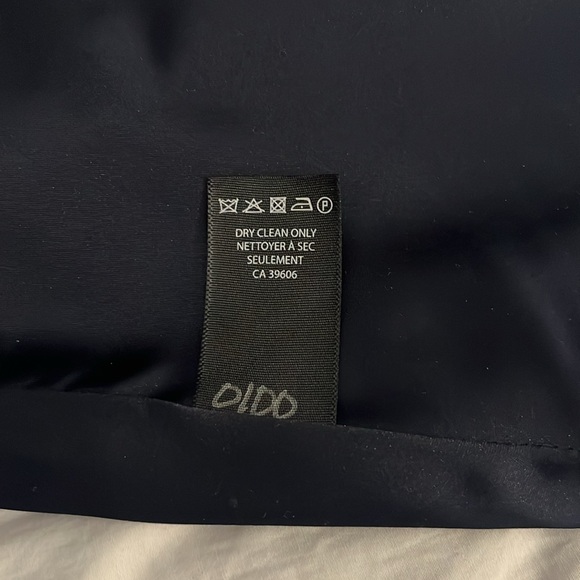 DRY CLEAN ONLY
NETTOYER À SEC
SEULEMENT
CA 39606
0100